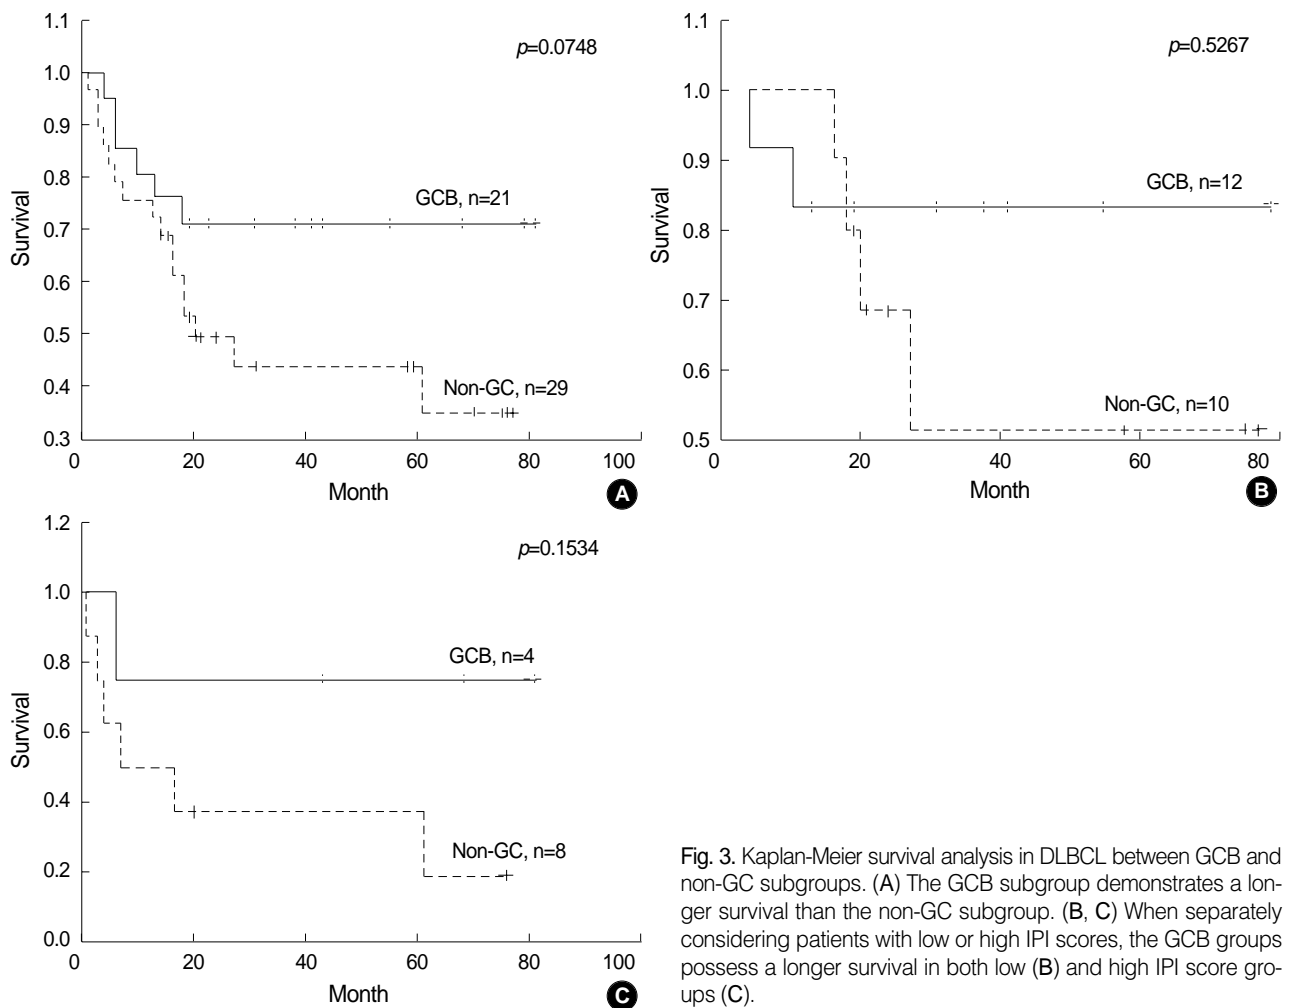 1.1
p=0.0748
1.0
0.9
0.8
GCB, n=21
0.7
0.6
0.5
Non-GC, n=29
0.4
0.3
0 20 40 60 80 100
Survival
Month
A
1.1
p=0.5267
1.0
0.9
GCB, n=12
0.8
0.7
0.6
Non-GC, n=10
0.5
0 20 40 60 80
Survival
Month
B
1.2
p=0.1534
1.0
0.8
GCB, n=4
0.6
0.4
Non-GC, n=8
0.2
0.0
0 20 40 60 80 100
Survival
Month
C
Fig. 3. Kaplan-Meier survival analysis in DLBCL between GCB and
non-GC subgroups. (A) The GCB subgroup demonstrates a lon-
ger survival than the non-GC subgroup. (B, C) When separately
considering patients with low or high IPI scores, the GCB groups
possess a longer survival in both low (B) and high IPI score gro-
ups (C).